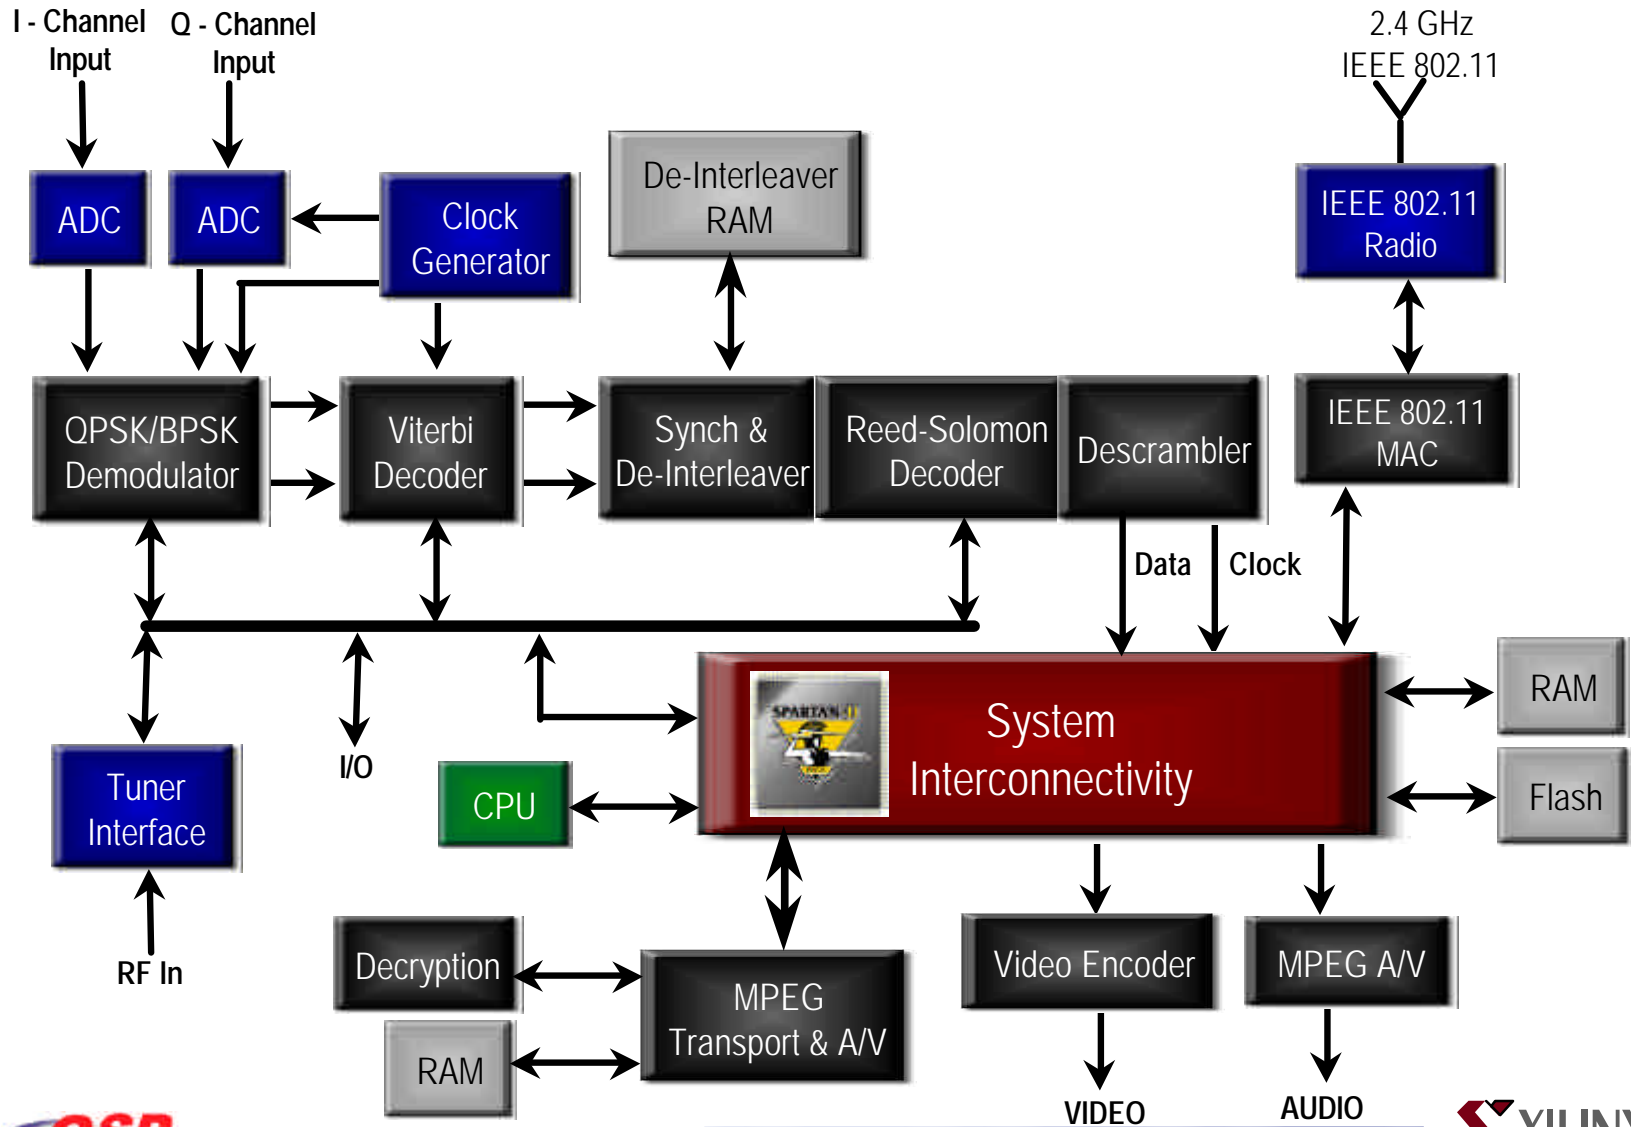 I - Channel
Input
Q - Channel
Input
2.4 GHz
IEEE 802.11
ADC
ADC
Clock
Generator
De-Interleaver
RAM
IEEE 802.11
Radio
QPSK/BPSK
Demodulator
Viterbi
Decoder
Synch &
De-Interleaver
Reed-Solomon
Decoder
Descrambler
IEEE 802.11
MAC
Data
Clock
I/O
Tuner
Interface
RF In
CPU
SPARTAN-II
System
Interconnectivity
RAM
Flash
Decryption
RAM
MPEG
Transport & A/V
Video Encoder
MPEG A/V
VIDEO
AUDIO